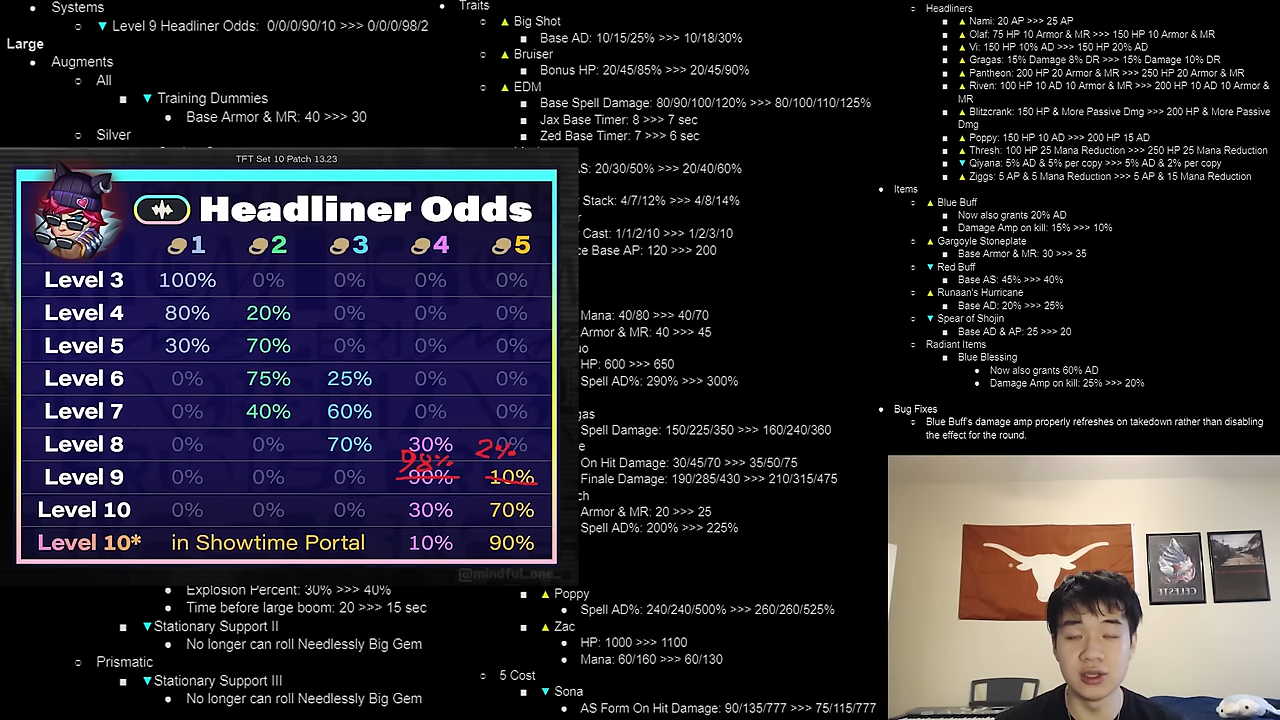 Systems
Level 9 Headliner Odds: 0/0/0/90/10 >>> 0/0/0/98/2
Large
Augments
All
Training Dummies
Base Armor & MR: 40 >>> 30
Silver
TFT Set 10 Patch 13.23
Headliner Odds
1 2 3 4 5
Level 3 100% 0% 0% 0% 0%
Level 4 80% 20% 0% 0% 0%
Level 5 30% 70% 0% 0% 0%
Level 6 0% 75% 25% 0% 0%
Level 7 0% 40% 60% 0% 0%
Level 8 0% 0% 70% 30% 0%
98% 2%
Level 9 0% 0% 0% 90% 10%
Level 10 0% 0% 0% 30% 70%
Level 10* in Showtime Portal 10% 90%
@mindful_one_
Explosion Percent: 30% >>> 40%
Time before large boom: 20 >>> 15 sec
Stationary Support II
No longer can roll Needlessly Big Gem
Prismatic
Stationary Support III
No longer can roll Needlessly Big Gem
Traits
Big Shot
Base AD: 10/15/25% >>> 10/18/30%
Bruiser
Bonus HP: 20/45/85% >>> 20/45/90%
EDM
Base Spell Damage: 80/90/100/120% >>> 80/100/110/125%
Jax Base Timer: 8 >>> 7 sec
Zed Base Timer: 7 >>> 6 sec
AS: 20/30/50% >>> 20/40/60%
Stack: 4/7/12% >>> 4/8/14%
Cast: 1/1/2/10 >>> 1/2/3/10
Base AP: 120 >>> 200
Mana: 40/80 >>> 40/70
Armor & MR: 40 >>> 45
HP: 600 >>> 650
Spell AD%: 290% >>> 300%
Spell Damage: 150/225/350 >>> 160/240/360
On Hit Damage: 30/45/70 >>> 35/50/75
Finale Damage: 190/285/430 >>> 210/315/475
Armor & MR: 20 >>> 25
Spell AD%: 200% >>> 225%
Poppy
Spell AD%: 240/240/500% >>> 260/260/525%
Zac
HP: 1000 >>> 1100
Mana: 60/160 >>> 60/130
5 Cost
Sona
AS Form On Hit Damage: 90/135/777 >>> 75/115/777
Headliners
Nami: 20 AP >>> 25 AP
Olaf: 75 HP 10 Armor & MR >>> 150 HP 10 Armor & MR
Vi: 150 HP 10% AD >>> 150 HP 20% AD
Gragas: 15% Damage 8% DR >>> 15% Damage 10% DR
Pantheon: 200 HP 20 Armor & MR >>> 250 HP 20 Armor & MR
Riven: 100 HP 10 AD 10 Armor & MR >>> 200 HP 10 AD 10 Armor &
MR
Blitzcrank: 150 HP & More Passive Dmg >>> 200 HP & More Passive
Dmg
Poppy: 150 HP 10 AD >>> 200 HP 15 AD
Thresh: 100 HP 25 Mana Reduction >>> 250 HP 25 Mana Reduction
Qiyana: 5% AD & 5% per copy >>> 5% AD & 2% per copy
Ziggs: 5 AP & 5 Mana Reduction >>> 5 AP & 15 Mana Reduction
Items
Blue Buff
Now also grants 20% AD
Damage Amp on kill: 15% >>> 10%
Gargoyle Stoneplate
Base Armor & MR: 30 >>> 35
Red Buff
Base AS: 45% >>> 40%
Runaan's Hurricane
Base AD: 20% >>> 25%
Spear of Shojin
Base AD & AP: 25 >>> 20
Radiant Items
Blue Blessing
Now also grants 60% AD
Damage Amp on kill: 25% >>> 20%
Bug Fixes
Blue Buff's damage amp properly refreshes on takedown rather than disabling
the effect for the round.
CELESTE